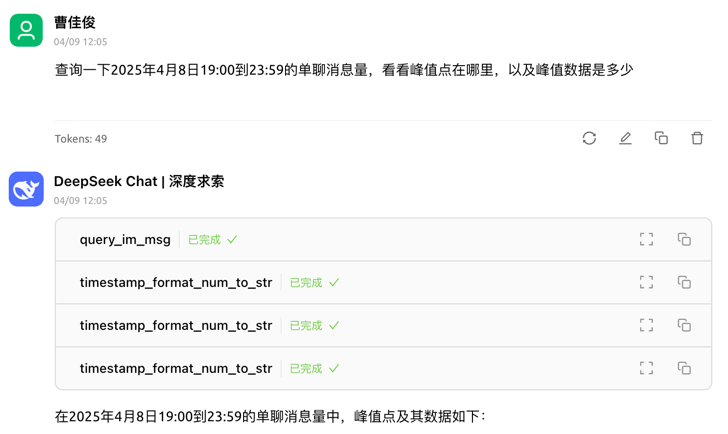 曹佳俊
04/09 12:05
查询一下2025年4月8日19:00到23:59的单聊消息量，看看峰值点在哪里，以及峰值数据是多少
Tokens: 49
DeepSeek Chat | 深度求索
04/09 12:05
query_im_msg 已完成
timestamp_format_num_to_str 已完成
timestamp_format_num_to_str 已完成
timestamp_format_num_to_str 已完成
在2025年4月8日19:00到23:59的单聊消息量中，峰值点及其数据如下：